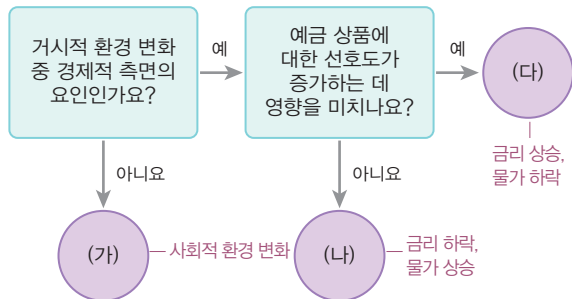 거시적 환경 변화
중 경제적 측면의
요인인가요?
예
예금 상품에
대한 선호도가
증가하는 데
영향을 미치나요?
예
(다)
금리 상승,
물가 하락
아니요
아니요
(가)
사회적 환경 변화
(나)
금리 하락,
물가 상승